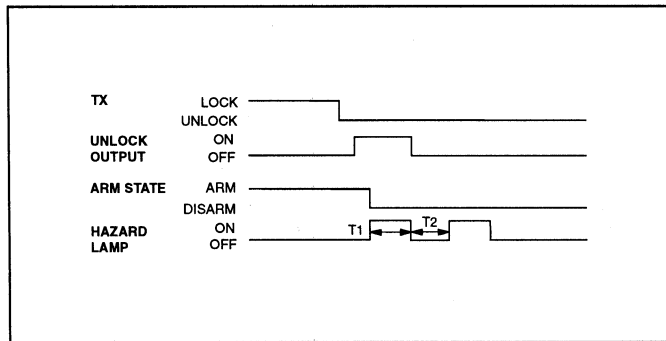 TX LOCK
UNLOCK
UNLOCK ON
OUTPUT OFF
ARM STATE ARM
DISARM
HAZARD ON
LAMP OFF
T1 T2